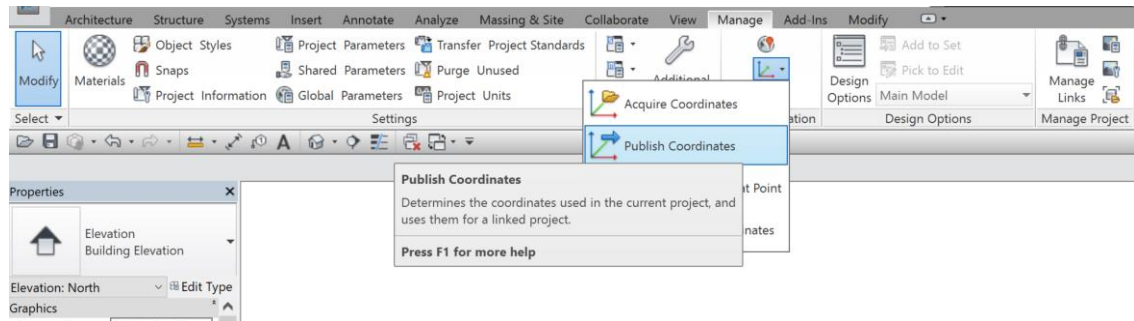 Architecture Structure Systems Insert Annotate Analyze Massing & Site Collaborate View Manage Add-Ins Modify
Object Styles Project Parameters Transfer Project Standards Add to Set
Snaps Shared Parameters Purge Unused Pick to Edit
Modify Materials Additional Design Manage
Project Information Global Parameters Project Units Options Main Model Links
Acquire Coordinates
Select Settings Design Options Manage Project
Publish Coordinates
A
Publish Coordinates
Properties
Determines the coordinates used in the current project, and
uses them for a linked project.
Point
Elevation
Building Elevation
Press F1 for more help
Elevation: North Edit Type
Graphics